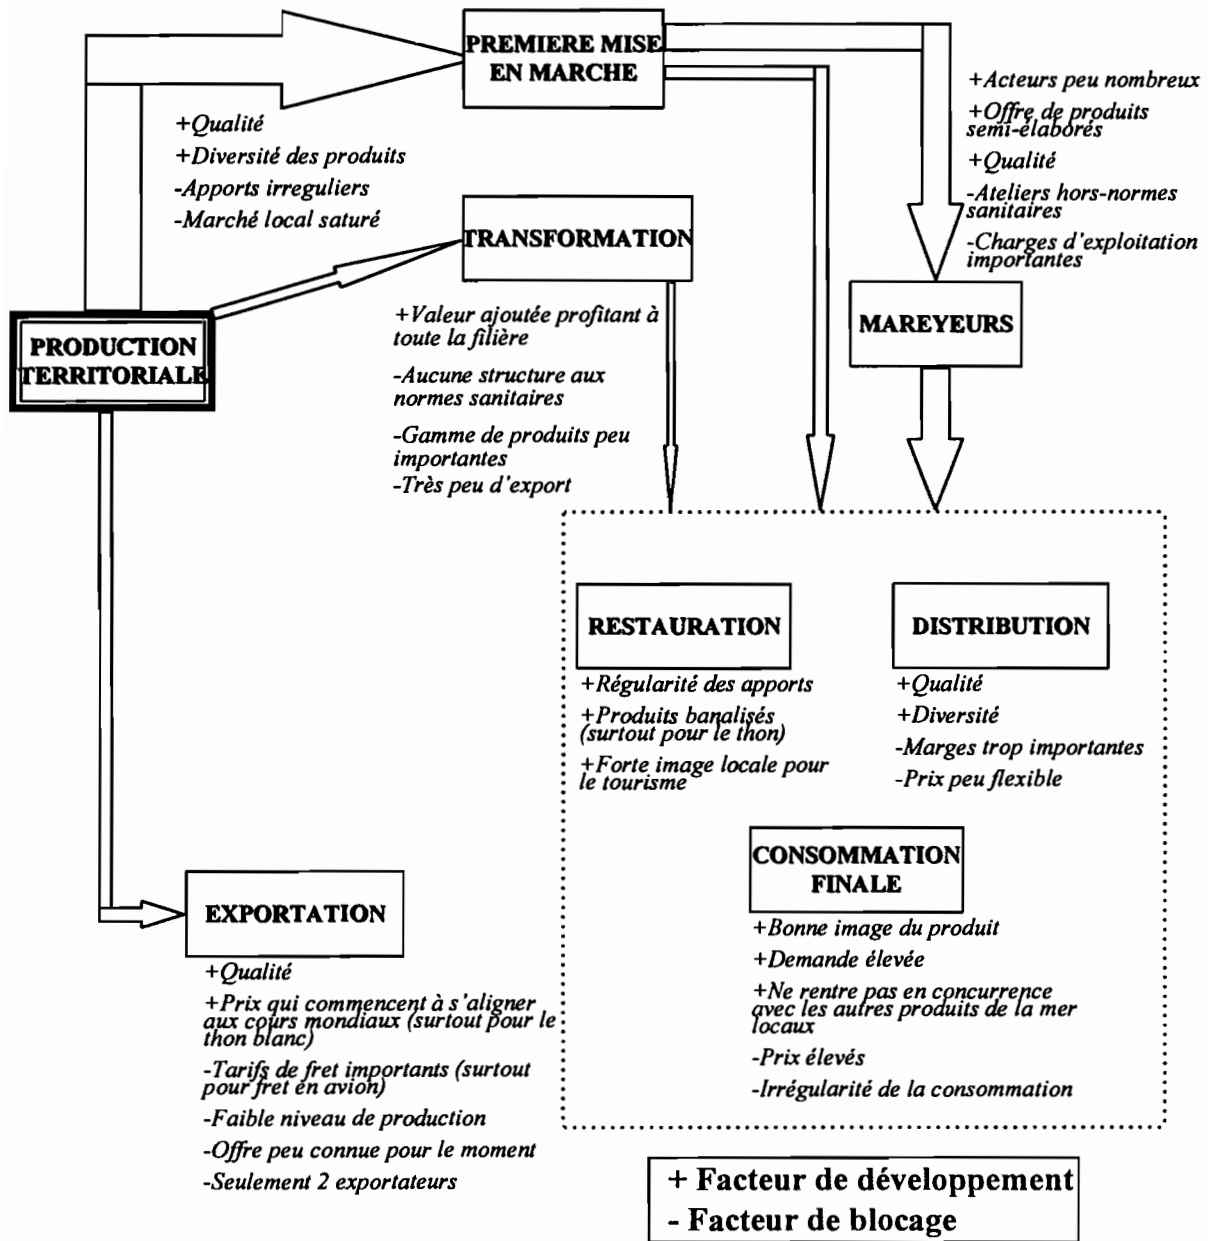 PREMIERE MISE
EN MARCHE
+Qualité
+Diversité des produits
-Apports irreguliers
-Marché local saturé
+Acteurs peu nombreux
+Offre de produits
semi-élaborés
+Qualité
-Ateliers hors-normes
sanitaires
-Charges d'exploitation
importantes
TRANSFORMATION
+Valeur ajoutée profitant à
toute la filière
-Aucune structure aux
normes sanitaires
-Gamme de produits peu
importantes
-Très peu d'export
MAREYEURS
PRODUCTION
TERRITORIALE
RESTAURATION
+Régularité des apports
+Produits banalisés
(surtout pour le thon)
+Forte image locale pour
le tourisme
DISTRIBUTION
+Qualité
+Diversité
-Marges trop importantes
-Prix peu flexible
CONSOMMATION
FINALE
+Bonne image du produit
+Demande élevée
+Ne rentre pas en concurrence
avec les autres produits de la mer
locaux
-Prix élevés
-Irrégularité de la consommation
EXPORTATION
+Qualité
+Prix qui commencent à s'aligner
aux cours mondiaux (surtout pour le
thon blanc)
-Tarifs de fret importants (surtout
pour fret en avion)
-Faible niveau de production
-Offre peu connue pour le moment
-Seulement 2 exportateurs
+ Facteur de développement
- Facteur de blocage